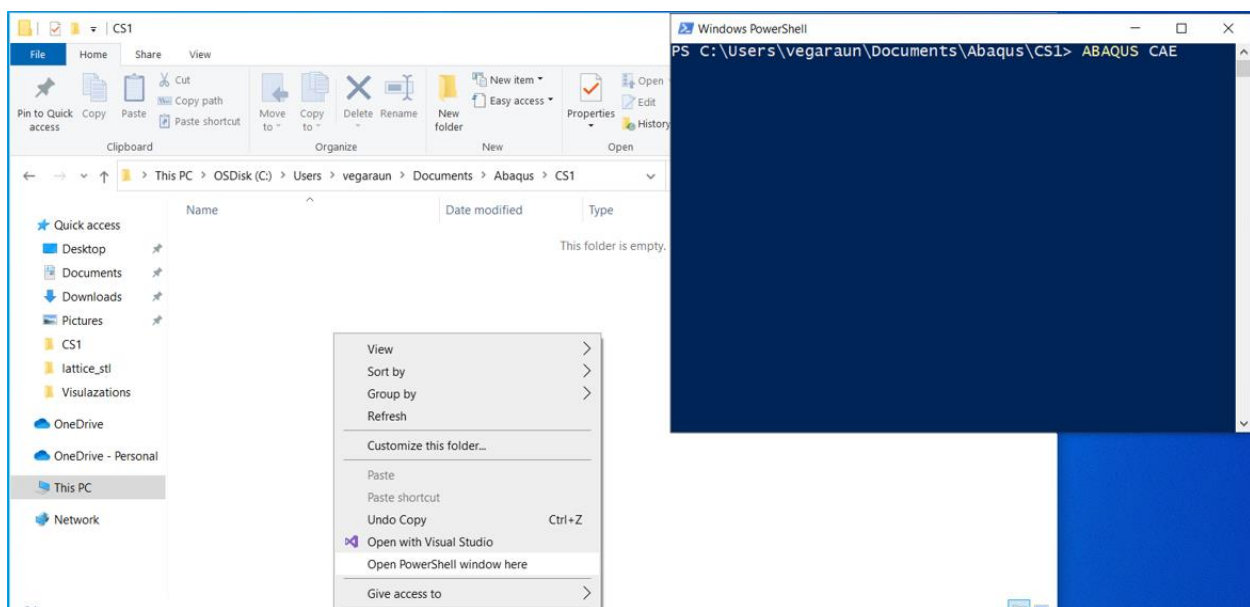 CS1
File Home Share View
Pin to Quick access
Copy
Paste
Cut
Copy path
Paste shortcut
Clipboard
Move to
Copy to
Delete
Rename
Organize
New folder
New item
Easy access
New
Properties
Open
Edit
History
Open
This PC > OSDisk (C:) > Users > vegaraun > Documents > Abaqus > CS1
Name Date modified Type
This folder is empty.
Quick access
Desktop
Documents
Downloads
Pictures
CS1
lattice_stl
Visulazations
OneDrive
OneDrive - Personal
This PC
Network
View
Sort by
Group by
Refresh
Customize this folder...
Paste
Paste shortcut
Undo Copy Ctrl+Z
Open with Visual Studio
Open PowerShell window here
Give access to
Windows PowerShell
PS C:\Users\vegaraun\Documents\Abaqus\CS1> ABAQUS CAE